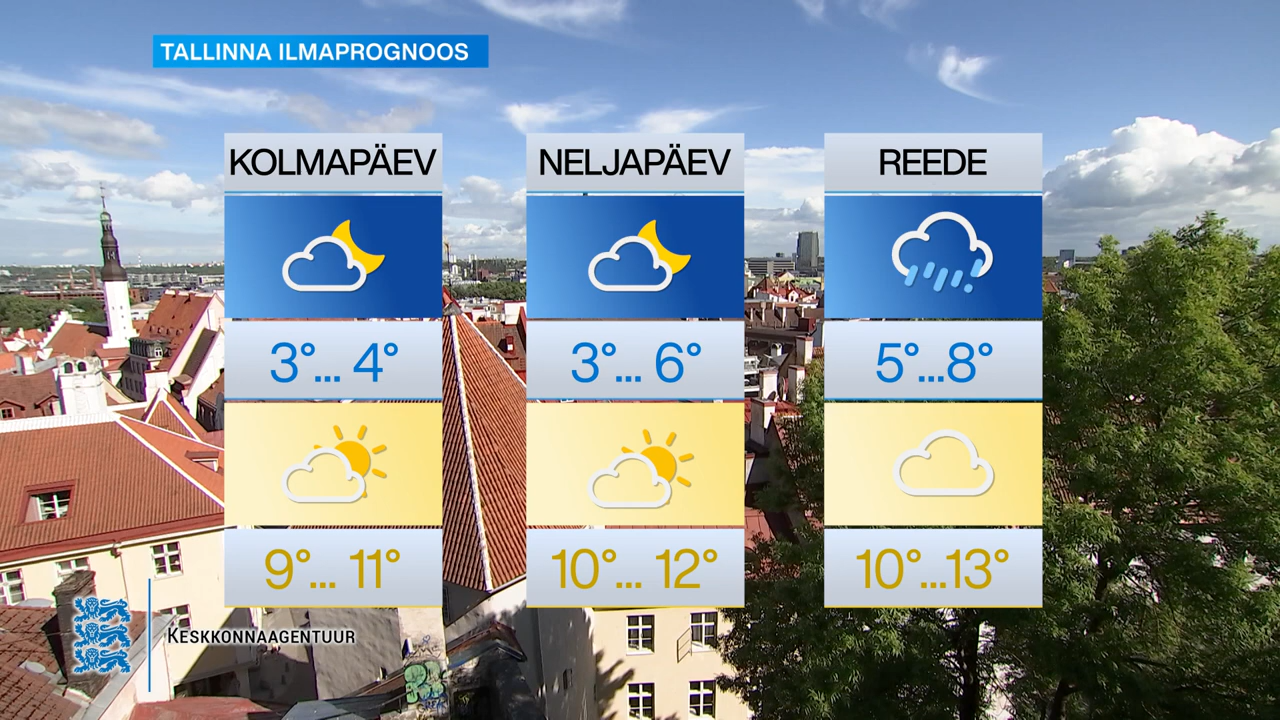 TALLINNA ILMAPROGNOOS
KOLMAPÄEV
3°... 4°
9°... 11°
NELJAPÄEV
3°... 6°
10°... 12°
REEDE
5°...8°
10°...13°
KESKKONNAAGENTUUR